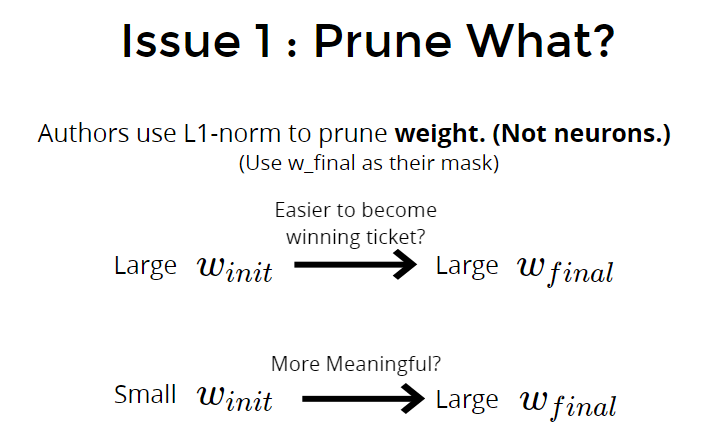 Issue 1 : Prune What?
Authors use L1-norm to prune weight. (Not neurons.)
(Use w_final as their mask)
Easier to become
winning ticket?
Large w_{init} → Large w_{final}
More Meaningful?
Small w_{init} → Large w_{final}